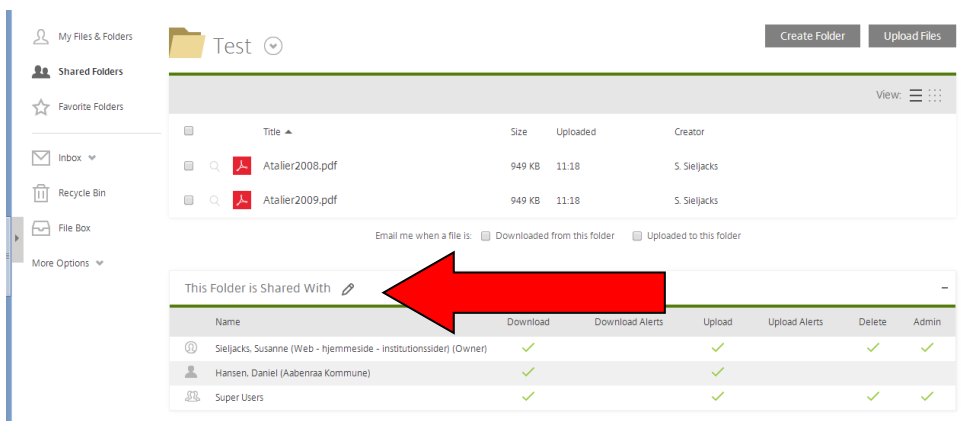 My Files & Folders
Shared Folders
Favorite Folders
Inbox
Recycle Bin
File Box
More Options
Test
Create Folder
Upload Files
View:
Title Size Uploaded Creator
Atalier2008.pdf 949 KB 11:18 S. Sieljacks
Atalier2009.pdf 949 KB 11:18 S. Sieljacks
Email me when a file is: Downloaded from this folder Uploaded to this folder
This Folder is Shared With
Name Download Download Alerts Upload Upload Alerts Delete Admin
Sieljacks, Susanne (Web - hjemmeside - institutionssider) (Owner)
Hansen, Daniel (Aabenraa Kommune)
Super Users